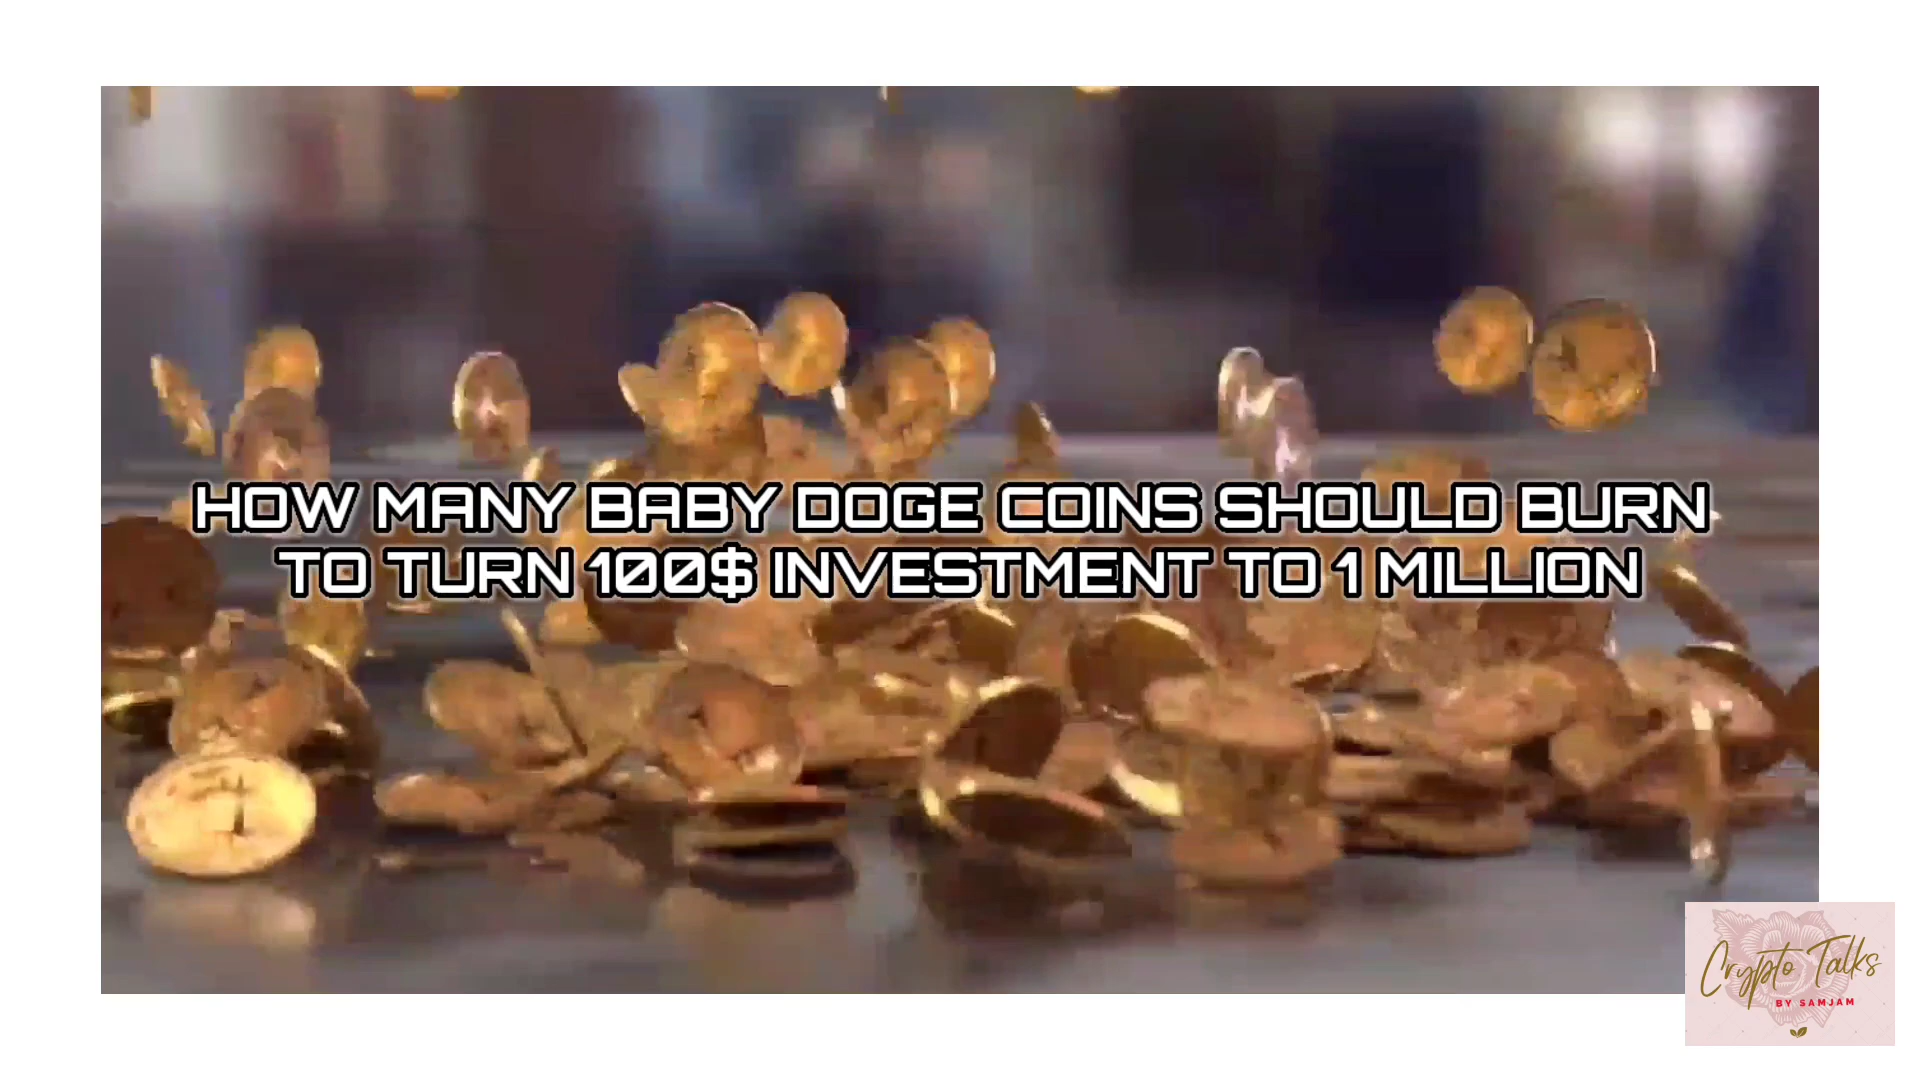 HOW MANY BABY DOGE COINS SHOULD BURN
TO TURN 100$ INVESTMENT TO 1 MILLION
Crypto Talks
BY SAMJAM